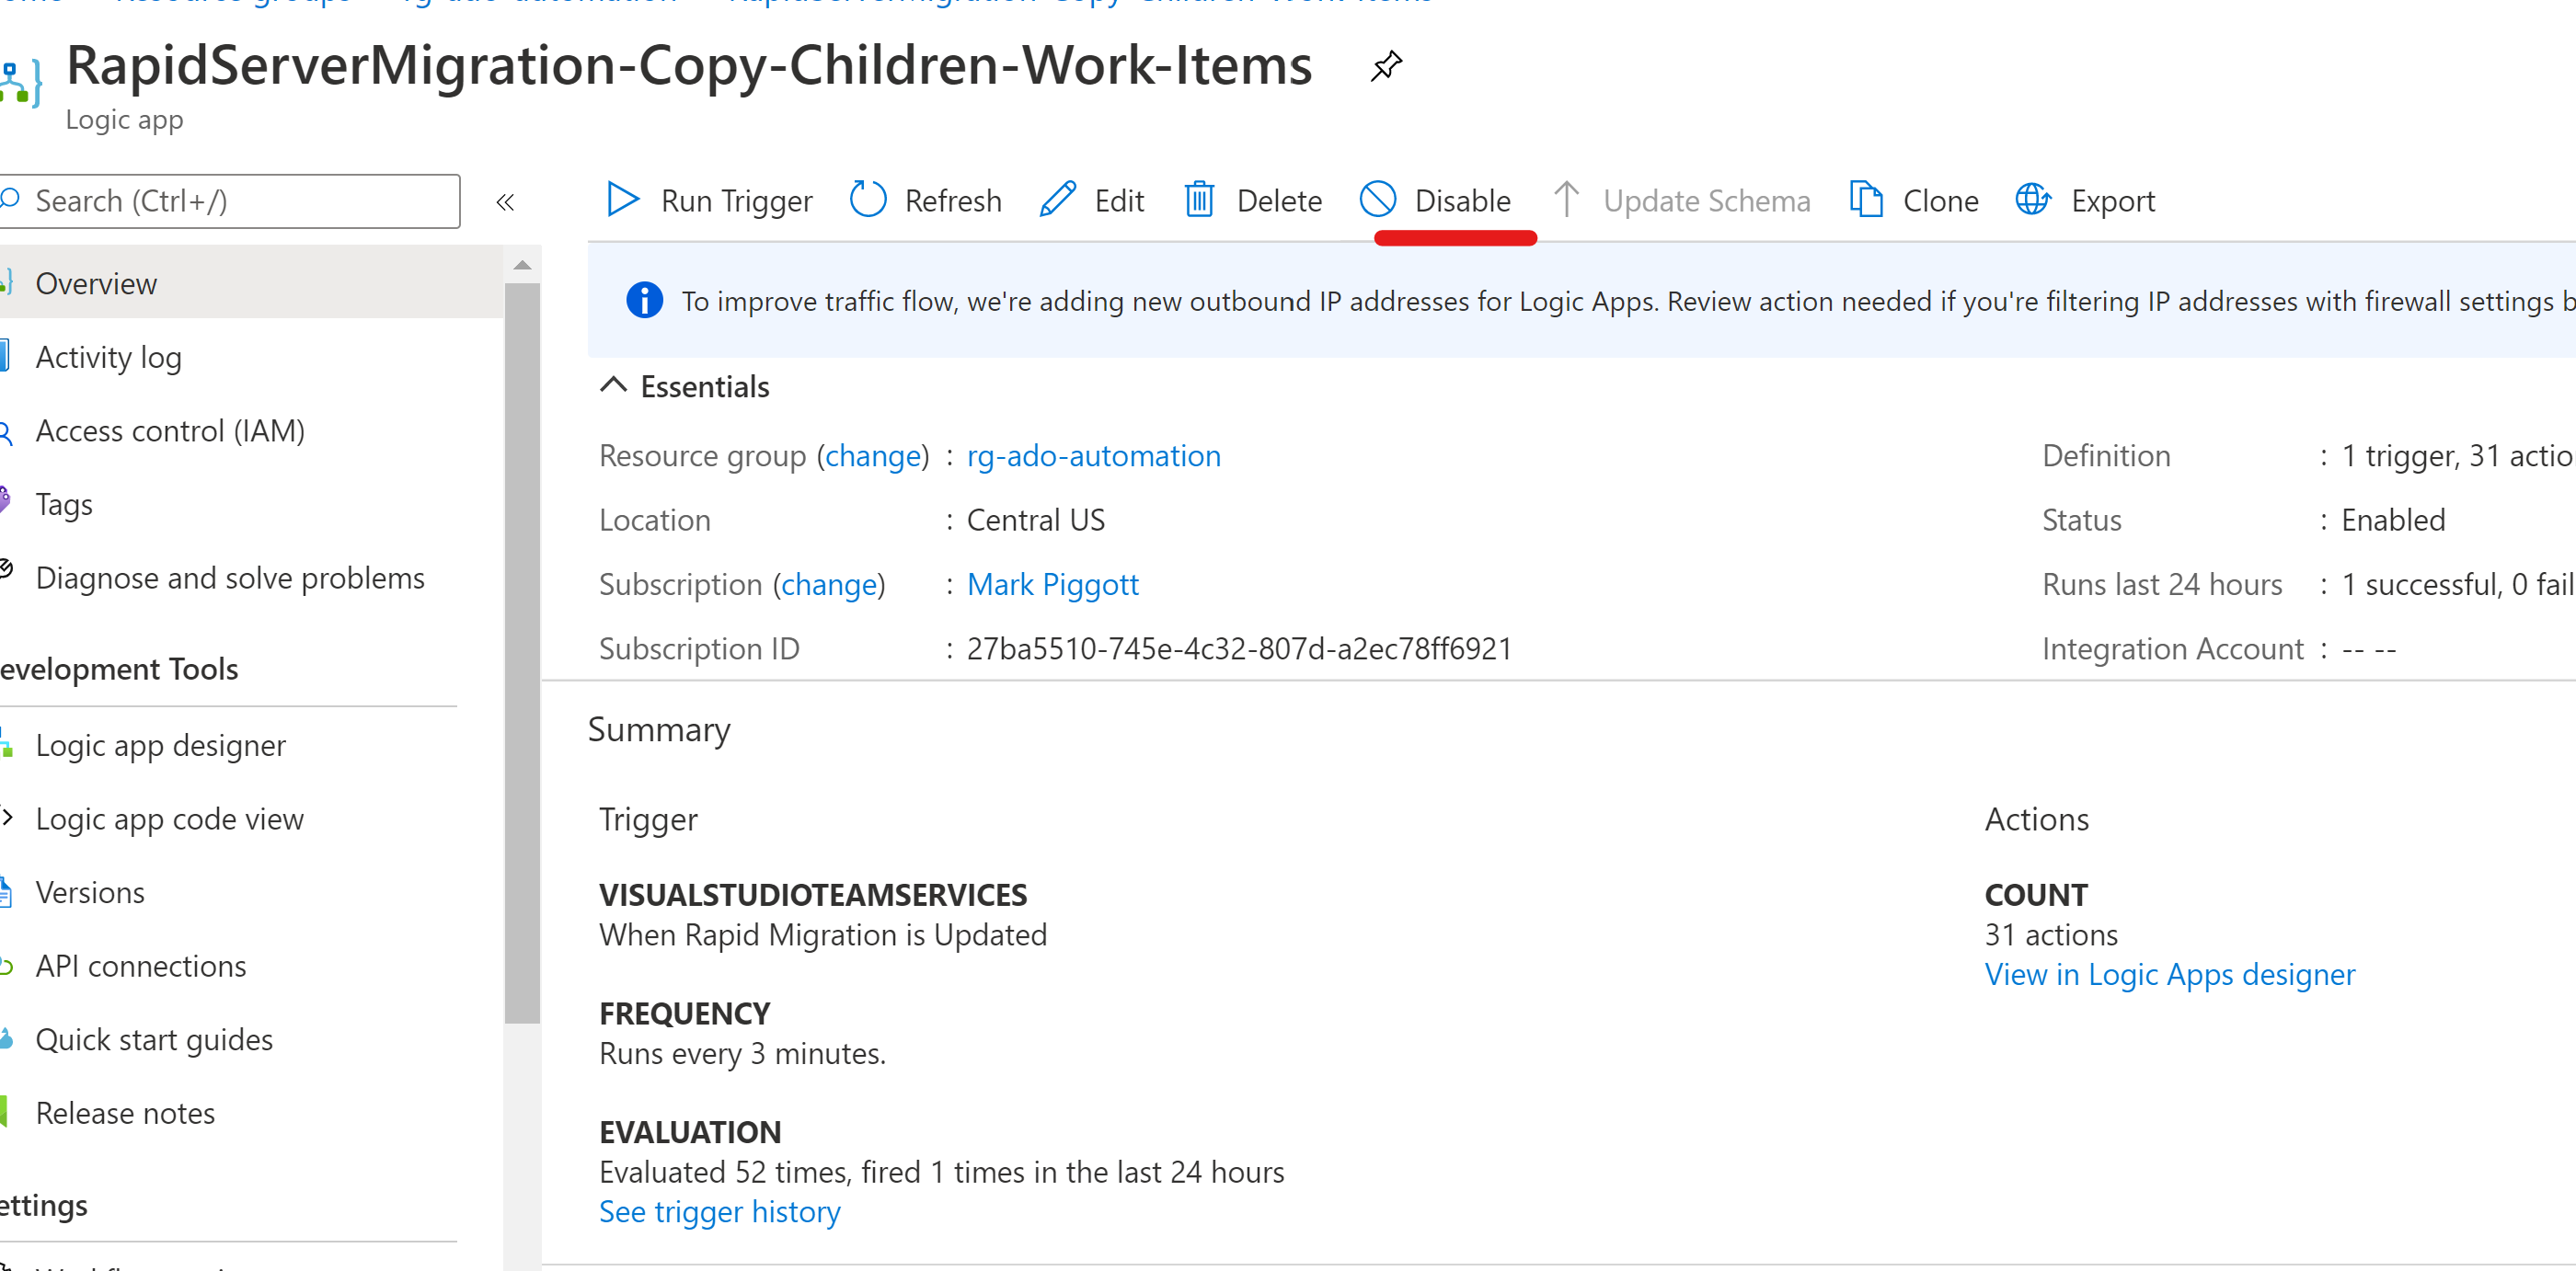 RapidServerMigration-Copy-Children-Work-Items
Logic app
Search (Ctrl+/)
«
Run Trigger Refresh Edit Delete Disable Update Schema Clone Export
To improve traffic flow, we're adding new outbound IP addresses for Logic Apps. Review action needed if you're filtering IP addresses with firewall settings b
Overview
Activity log
Access control (IAM)
Tags
Diagnose and solve problems
evelopment Tools
Logic app designer
Logic app code view
Versions
API connections
Quick start guides
Release notes
ettings
Essentials
Resource group (change) : rg-ado-automation
Location : Central US
Subscription (change) : Mark Piggott
Subscription ID : 27ba5510-745e-4c32-807d-a2ec78ff6921
Definition : 1 trigger, 31 actio
Status : Enabled
Runs last 24 hours : 1 successful, 0 fail
Integration Account : -- --
Summary
Trigger
VISUALSTUDIOTEAMSERVICES
When Rapid Migration is Updated
FREQUENCY
Runs every 3 minutes.
EVALUATION
Evaluated 52 times, fired 1 times in the last 24 hours
See trigger history
Actions
COUNT
31 actions
View in Logic Apps designer